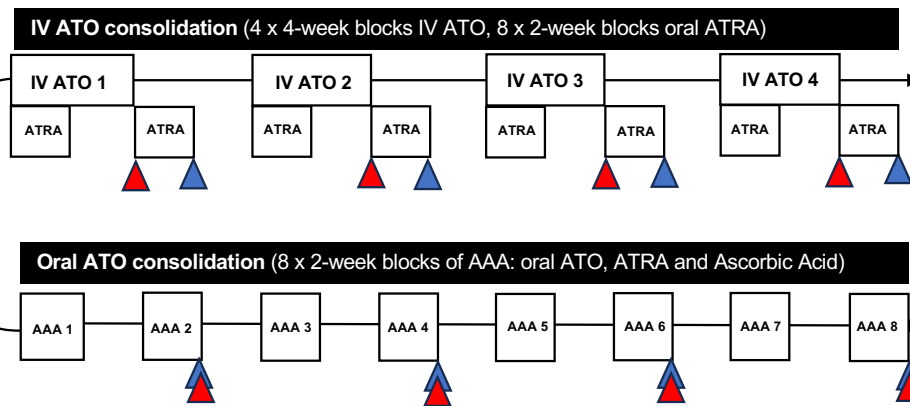 IV ATO consolidation (4 x 4-week blocks IV ATO, 8 x 2-week blocks oral ATRA)
IV ATO 1 IV ATO 2 IV ATO 3 IV ATO 4
ATRA ATRA ATRA ATRA ATRA ATRA ATRA ATRA
Oral ATO consolidation (8 x 2-week blocks of AAA: oral ATO, ATRA and Ascorbic Acid)
AAA 1 AAA 2 AAA 3 AAA 4 AAA 5 AAA 6 AAA 7 AAA 8